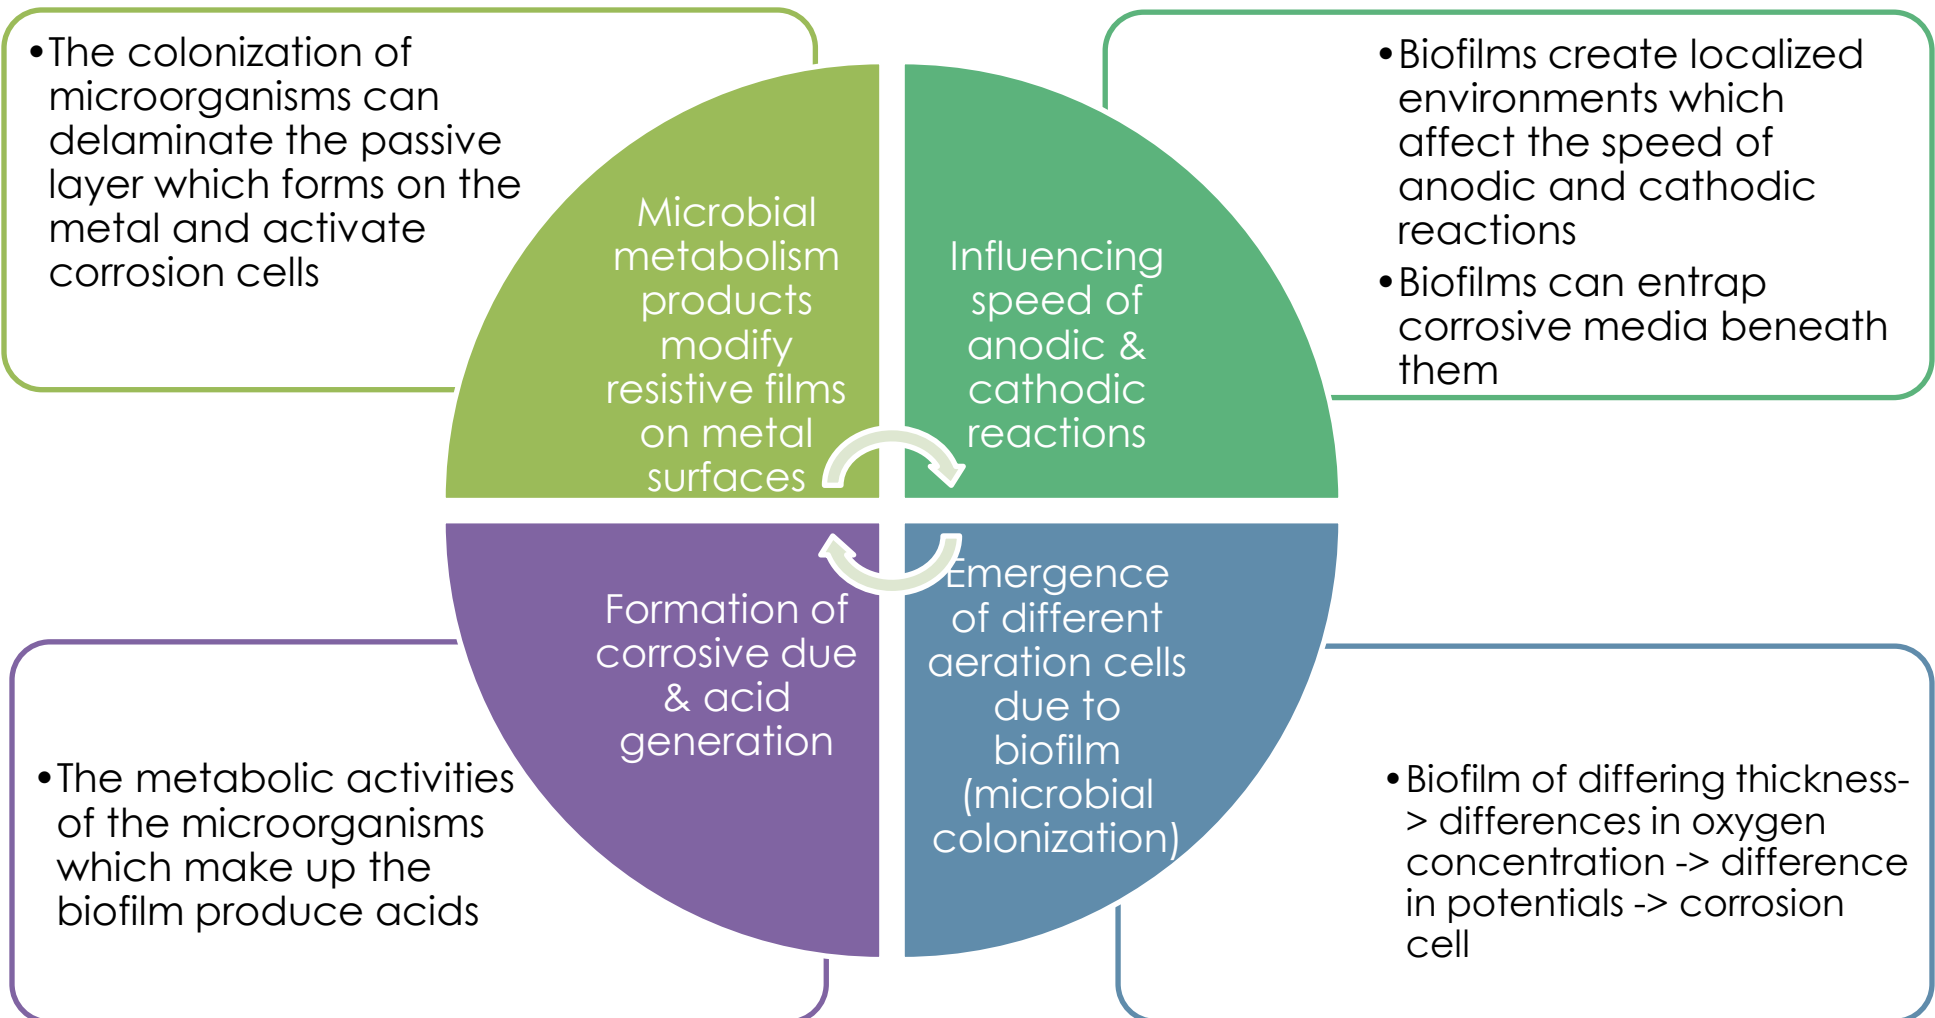 •The colonization of
microorganisms can
delaminate the passive
layer which forms on the
metal and activate
corrosion cells
Microbial
metabolism
products
modify
resistive films
on metal
surfaces
Influencing
speed of
anodic &
cathodic
reactions
•Biofilms create localized
environments which
affect the speed of
anodic and cathodic
reactions
•Biofilms can entrap
corrosive media beneath
them
•The metabolic activities
of the microorganisms
which make up the
biofilm produce acids
Formation of
corrosive due
& acid
generation
Emergence
of different
aeration cells
due to
biofilm
(microbial
colonization)
•Biofilm of differing thickness-
> differences in oxygen
concentration -> difference
in potentials -> corrosion
cell